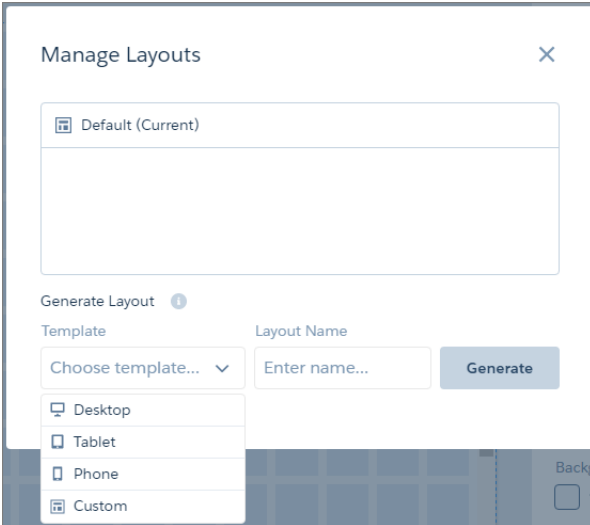 Manage Layouts
Default (Current)
Generate Layout
Template
Layout Name
Choose template...
Enter name...
Generate
Desktop
Tablet
Phone
Custom